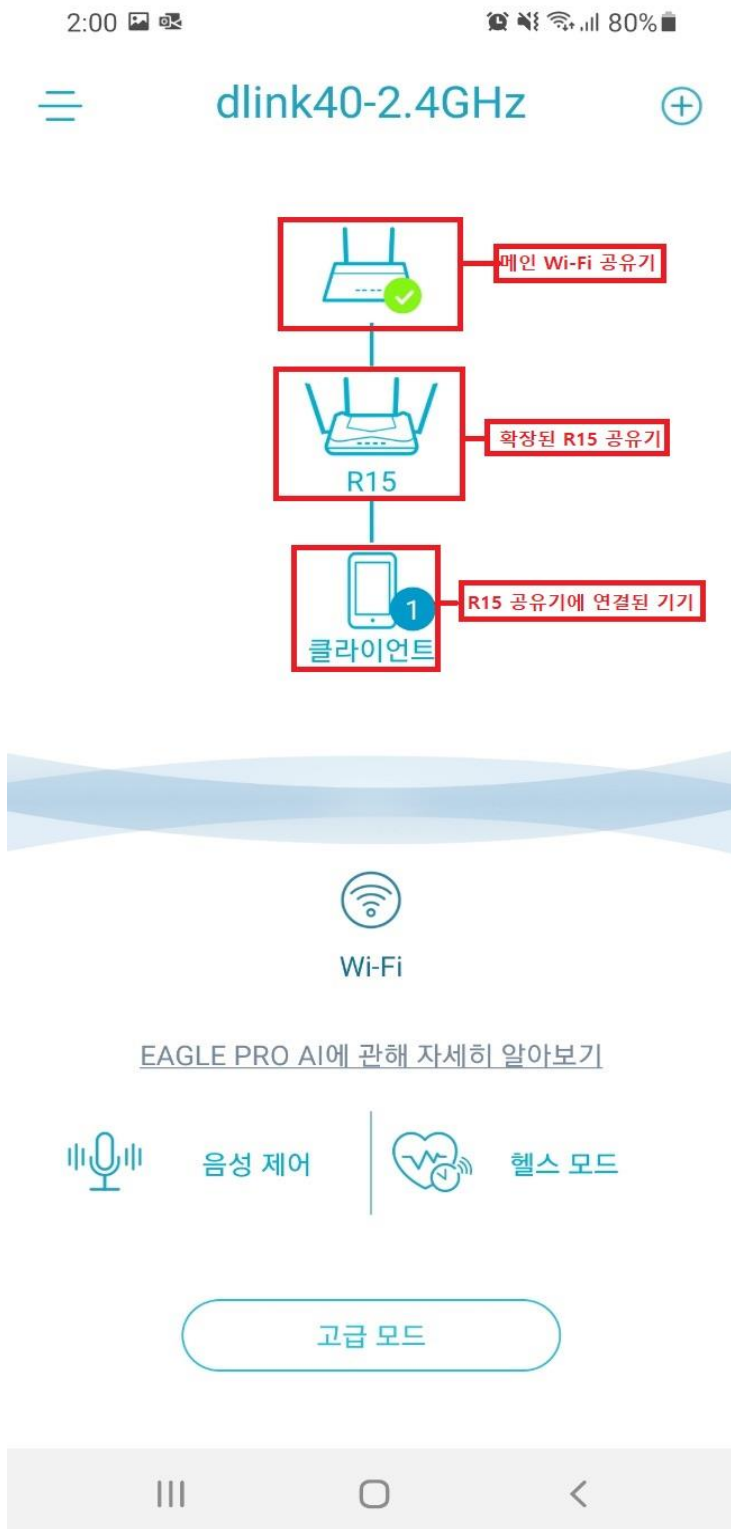 2:00
80%
dlink40-2.4GHz
메인 Wi-Fi 공유기
확장된 R15 공유기
R15
1
R15 공유기에 연결된 기기
클라이언트
Wi-Fi
EAGLE PRO AI에 관해 자세히 알아보기
음성 제어
헬스 모드
고급 모드